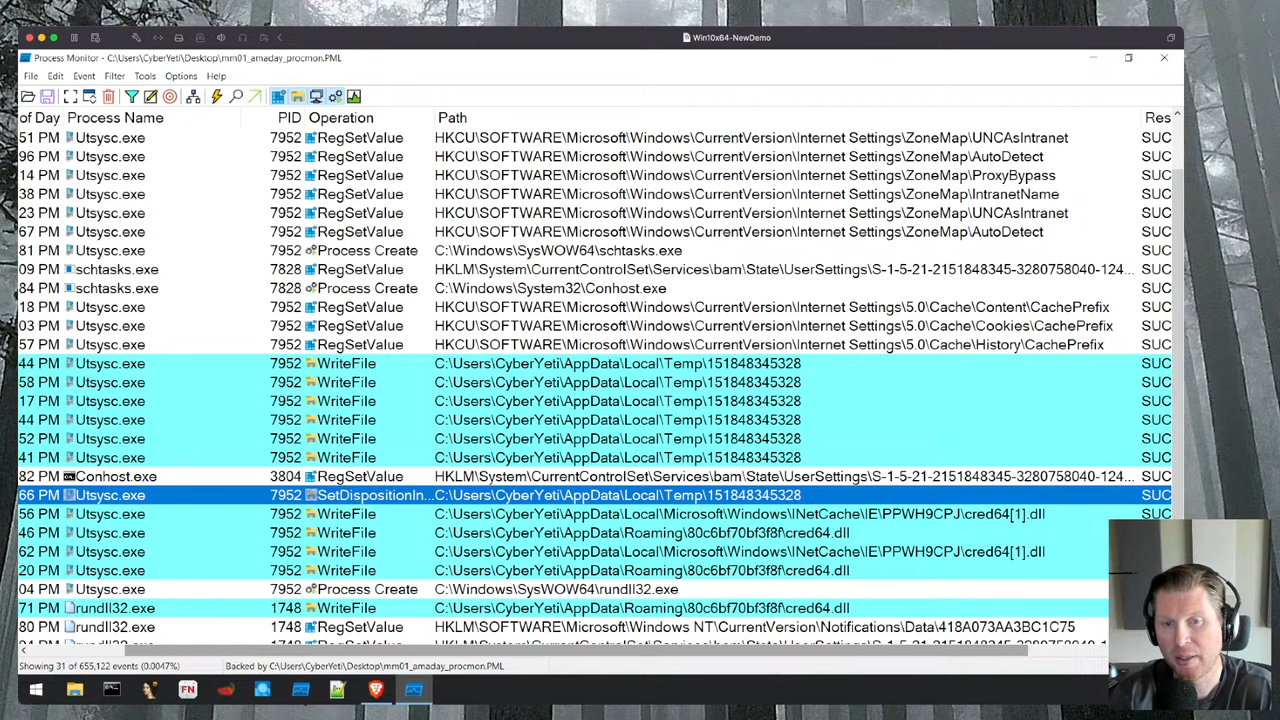 Win10x64-NewDemo
Process Monitor - C:\Users\CyberYeti\Desktop\mm01_amaday_procmon.PML
File Edit Event Filter Tools Options Help
of Day Process Name PID Operation Path Res
51 PM Utsysc.exe 7952 RegSetValue HKCU\SOFTWARE\Microsoft\Windows\CurrentVersion\Internet Settings\ZoneMap\UNCAsIntranet SUC
96 PM Utsysc.exe 7952 RegSetValue HKCU\SOFTWARE\Microsoft\Windows\CurrentVersion\Internet Settings\ZoneMap\AutoDetect SUC
14 PM Utsysc.exe 7952 RegSetValue HKCU\SOFTWARE\Microsoft\Windows\CurrentVersion\Internet Settings\ZoneMap\ProxyBypass SUC
38 PM Utsysc.exe 7952 RegSetValue HKCU\SOFTWARE\Microsoft\Windows\CurrentVersion\Internet Settings\ZoneMap\IntranetName SUC
23 PM Utsysc.exe 7952 RegSetValue HKCU\SOFTWARE\Microsoft\Windows\CurrentVersion\Internet Settings\ZoneMap\UNCAsIntranet SUC
67 PM Utsysc.exe 7952 RegSetValue HKCU\SOFTWARE\Microsoft\Windows\CurrentVersion\Internet Settings\ZoneMap\AutoDetect SUC
81 PM Utsysc.exe 7952 Process Create C:\Windows\SysWOW64\schtasks.exe SUC
09 PM schtasks.exe 7828 RegSetValue HKLM\System\CurrentControlSet\Services\bam\State\UserSettings\S-1-5-21-2151848345-3280758040-124... SUC
84 PM schtasks.exe 7828 Process Create C:\Windows\System32\Conhost.exe SUC
18 PM Utsysc.exe 7952 RegSetValue HKCU\SOFTWARE\Microsoft\Windows\CurrentVersion\Internet Settings\5.0\Cache\Content\CachePrefix SUC
03 PM Utsysc.exe 7952 RegSetValue HKCU\SOFTWARE\Microsoft\Windows\CurrentVersion\Internet Settings\5.0\Cache\Cookies\CachePrefix SUC
57 PM Utsysc.exe 7952 RegSetValue HKCU\SOFTWARE\Microsoft\Windows\CurrentVersion\Internet Settings\5.0\Cache\History\CachePrefix SUC
44 PM Utsysc.exe 7952 WriteFile C:\Users\CyberYeti\AppData\Local\Temp\151848345328 SUC
58 PM Utsysc.exe 7952 WriteFile C:\Users\CyberYeti\AppData\Local\Temp\151848345328 SUC
17 PM Utsysc.exe 7952 WriteFile C:\Users\CyberYeti\AppData\Local\Temp\151848345328 SUC
44 PM Utsysc.exe 7952 WriteFile C:\Users\CyberYeti\AppData\Local\Temp\151848345328 SUC
52 PM Utsysc.exe 7952 WriteFile C:\Users\CyberYeti\AppData\Local\Temp\151848345328 SUC
41 PM Utsysc.exe 7952 WriteFile C:\Users\CyberYeti\AppData\Local\Temp\151848345328 SUC
82 PM Conhost.exe 3804 RegSetValue HKLM\System\CurrentControlSet\Services\bam\State\UserSettings\S-1-5-21-2151848345-3280758040-124... SUC
66 PM Utsysc.exe 7952 SetDispositionIn... C:\Users\CyberYeti\AppData\Local\Temp\151848345328 SUC
56 PM Utsysc.exe 7952 WriteFile C:\Users\CyberYeti\AppData\Local\Microsoft\Windows\INetCache\IE\PPWH9CPJ\cred64[1].dll SUC
46 PM Utsysc.exe 7952 WriteFile C:\Users\CyberYeti\AppData\Roaming\80c6bf70bf3f8f\cred64.dll
62 PM Utsysc.exe 7952 WriteFile C:\Users\CyberYeti\AppData\Local\Microsoft\Windows\INetCache\IE\PPWH9CPJ\cred64[1].dll
20 PM Utsysc.exe 7952 WriteFile C:\Users\CyberYeti\AppData\Roaming\80c6bf70bf3f8f\cred64.dll
04 PM Utsysc.exe 7952 Process Create C:\Windows\SysWOW64\rundll32.exe
71 PM rundll32.exe 1748 WriteFile C:\Users\CyberYeti\AppData\Roaming\80c6bf70bf3f8f\cred64.dll
80 PM rundll32.exe 1748 RegSetValue HKLM\SOFTWARE\Microsoft\Windows NT\CurrentVersion\Notifications\Data\418A073AA3BC1C75
Showing 31 of 655,122 events (0.0047%) Backed by C:\Users\CyberYeti\Desktop\mm01_amaday_procmon.PML
FN